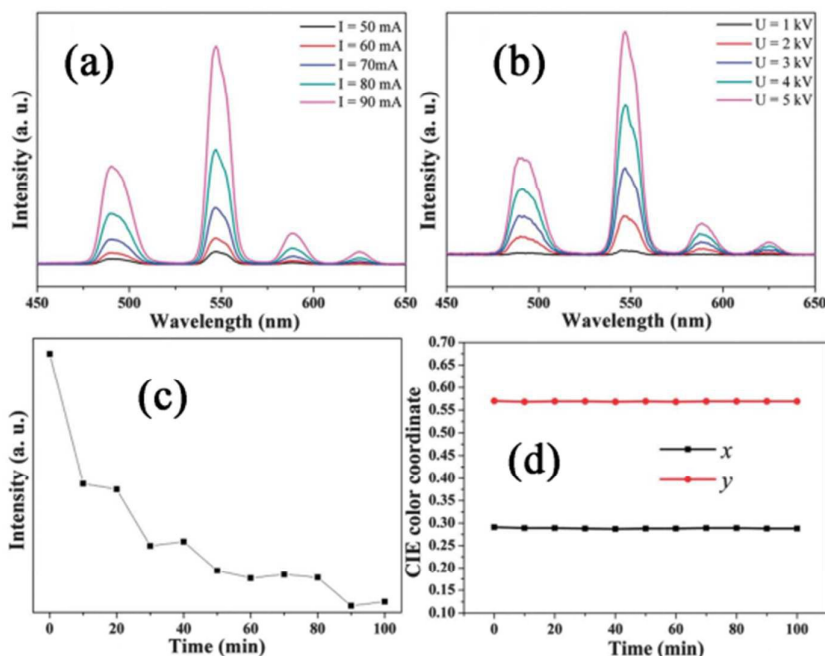 (a)
I = 50 mA
I = 60 mA
I = 70mA
I = 80 mA
I = 90 mA
Intensity (a. u.)
450 500 550 600 650
Wavelength (nm)
(b)
U = 1 kV
U = 2 kV
U = 3 kV
U = 4 kV
U = 5 kV
Intensity (a. u.)
450 500 550 600 650
Wavelength (nm)
(c)
Intensity (a. u.)
0 20 40 60 80 100
Time (min)
(d)
x
y
CIE color coordinate
0.70
0.65
0.60
0.55
0.50
0.45
0.40
0.35
0.30
0.25
0.20
0.15
0.10
0 20 40 60 80 100
Time (min)